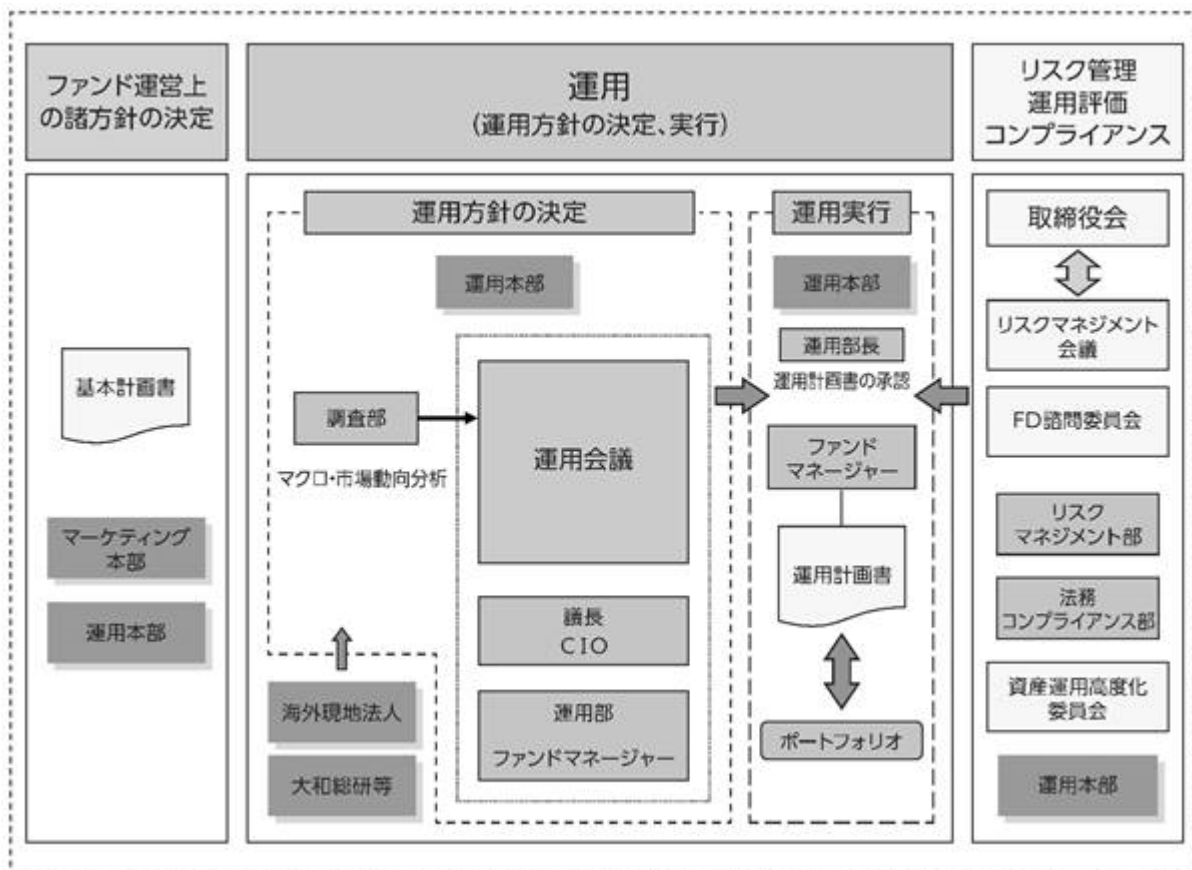 ファンド運営上
の諸方針の決定
運用
(運用方針の決定、実行)
リスク管理
運用評価
コンプライアンス
基本計画書
マーケティング
本部
運用本部
運用方針の決定
運用本部
調査部
マクロ・市場動向分析
運用会議
議長
CIO
運用部
ファンドマネージャー
海外現地法人
大和総研等
運用実行
運用本部
運用部長
運用計画書の承認
ファンド
マネージャー
運用計画書
ポートフォリオ
取締役会
リスクマネジメント
会議
FD諮問委員会
リスク
マネジメント部
法務
コンプライアンス部
資産運用高度化
委員会
運用本部